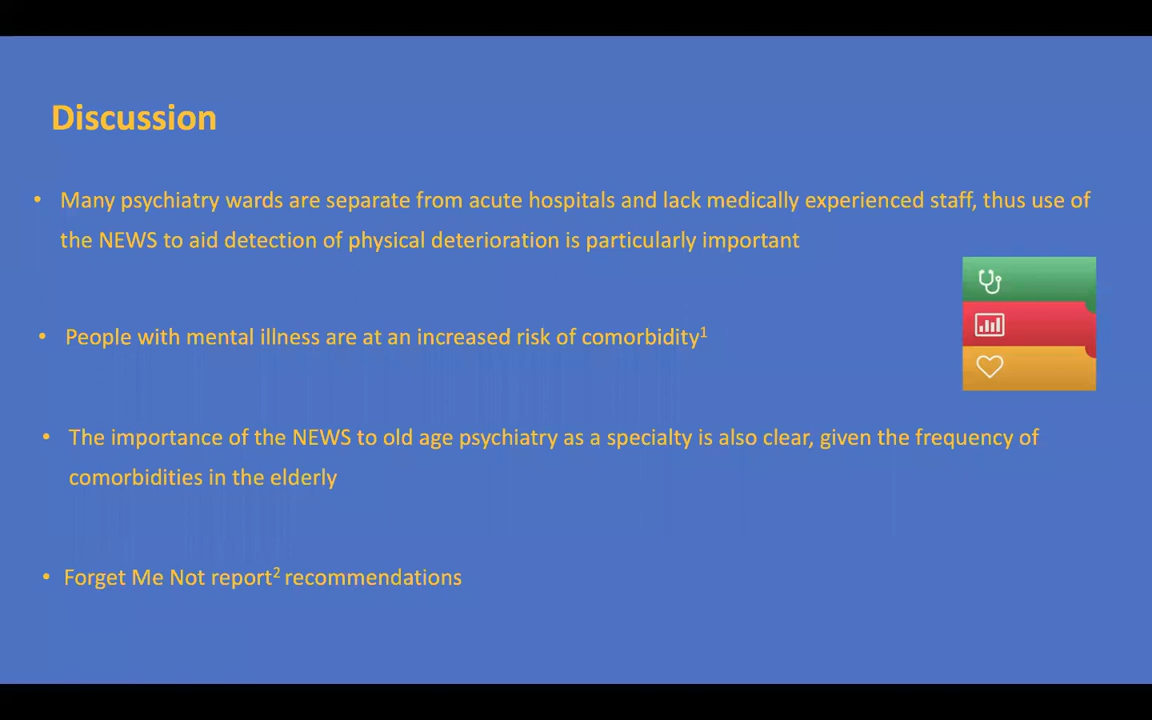 Discussion
• Many psychiatry wards are separate from acute hospitals and lack medically experienced staff, thus use of
the NEWS to aid detection of physical deterioration is particularly important
• People with mental illness are at an increased risk of comorbidity¹
• The importance of the NEWS to old age psychiatry as a specialty is also clear, given the frequency of
comorbidities in the elderly
• Forget Me Not report² recommendations